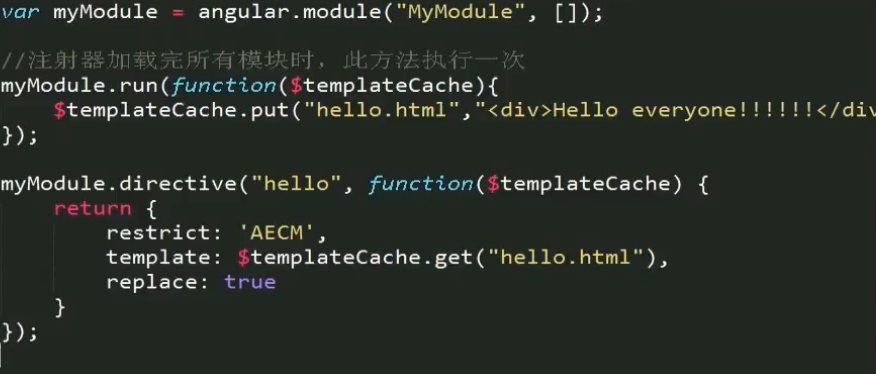 var myModule = angular.module("MyModule", []);
//注射器加载完所有模块时，此方法执行一次
myModule.run(function($templateCache){
$templateCache.put("hello.html","<div>Hello everyone!!!!!!</div
});
myModule.directive("hello", function($templateCache) {
return {
restrict: 'AECM',
template: $templateCache.get("hello.html"),
replace: true
}
});